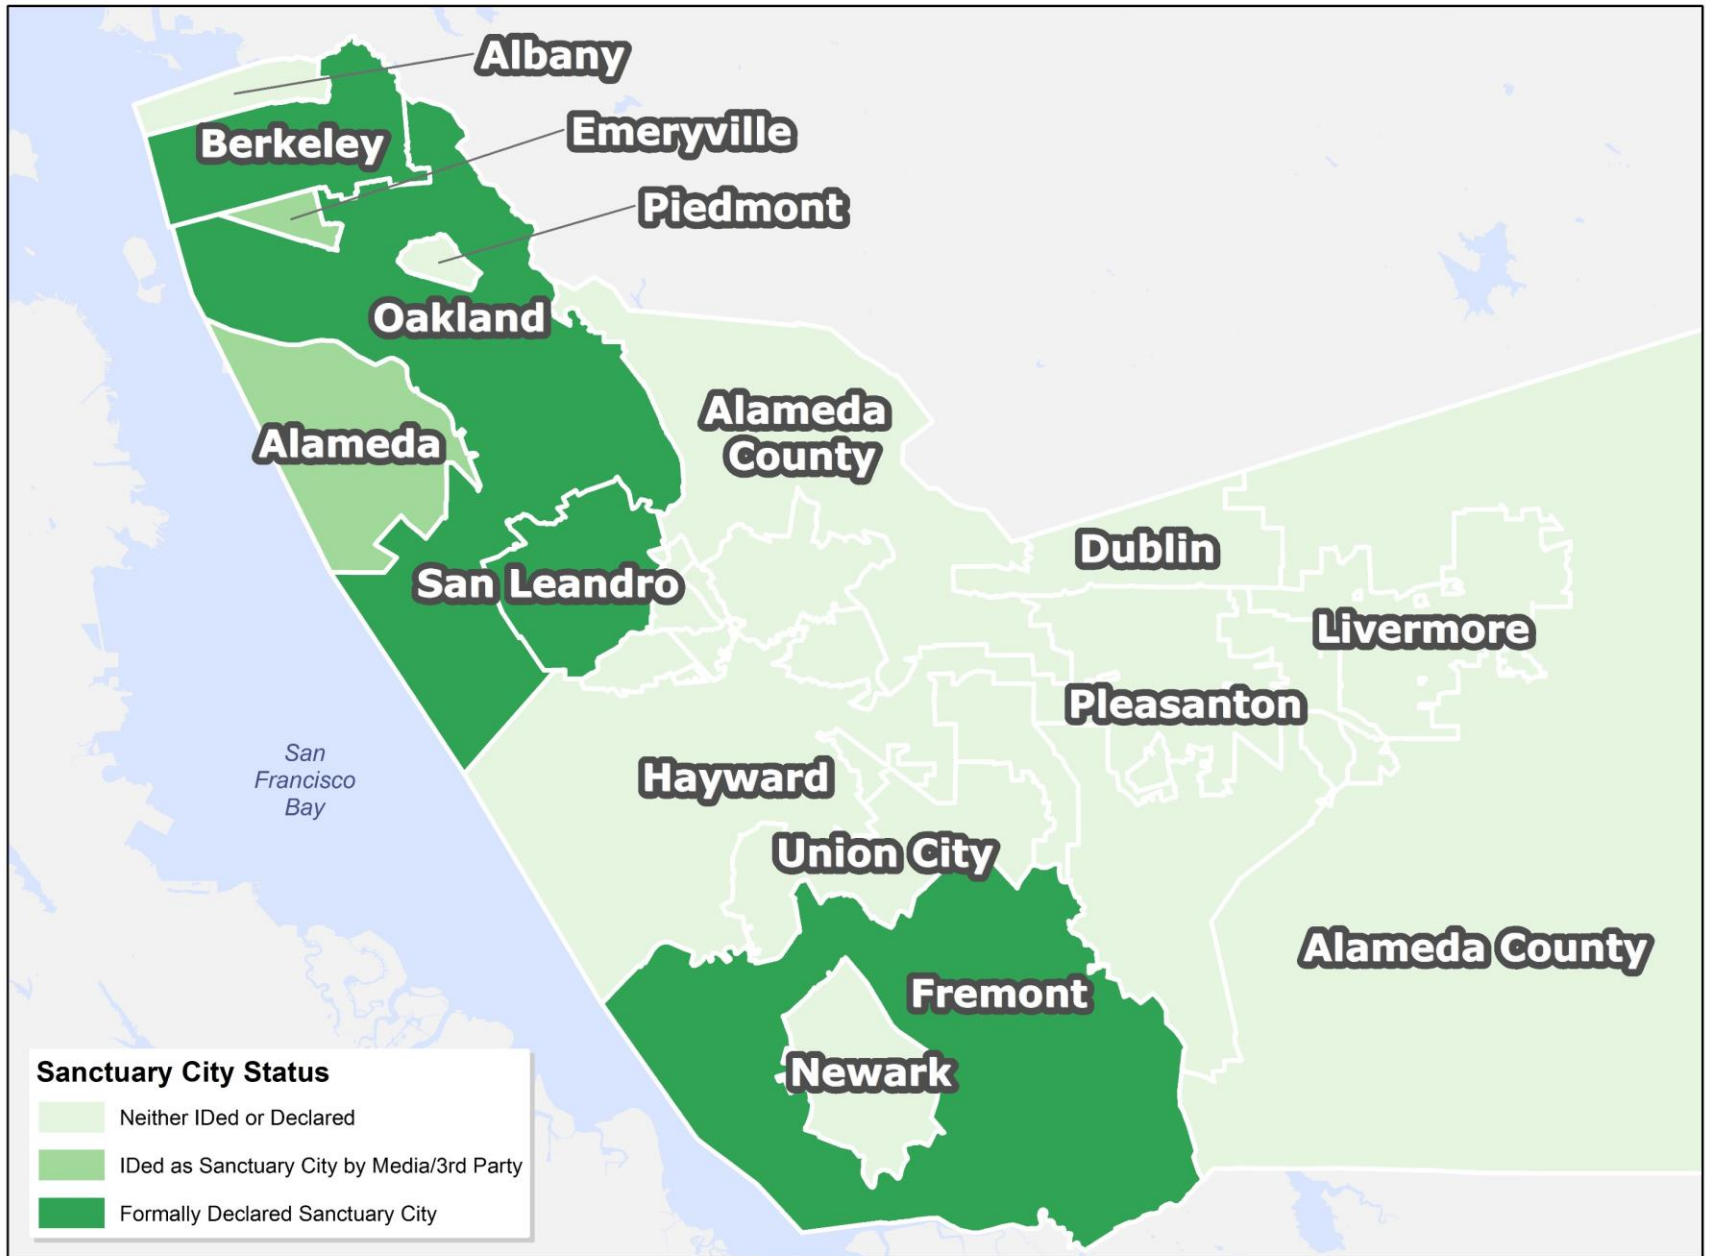 Albany
Emeryville
Berkeley
Piedmont
Oakland
Alameda
County
Alameda
Dublin
San Leandro
Livermore
Pleasanton
San
Francisco
Bay
Hayward
Union City
Alameda County
Fremont
Newark
Sanctuary City Status
Neither IDed or Declared
IDed as Sanctuary City by Media/3rd Party
Formally Declared Sanctuary City